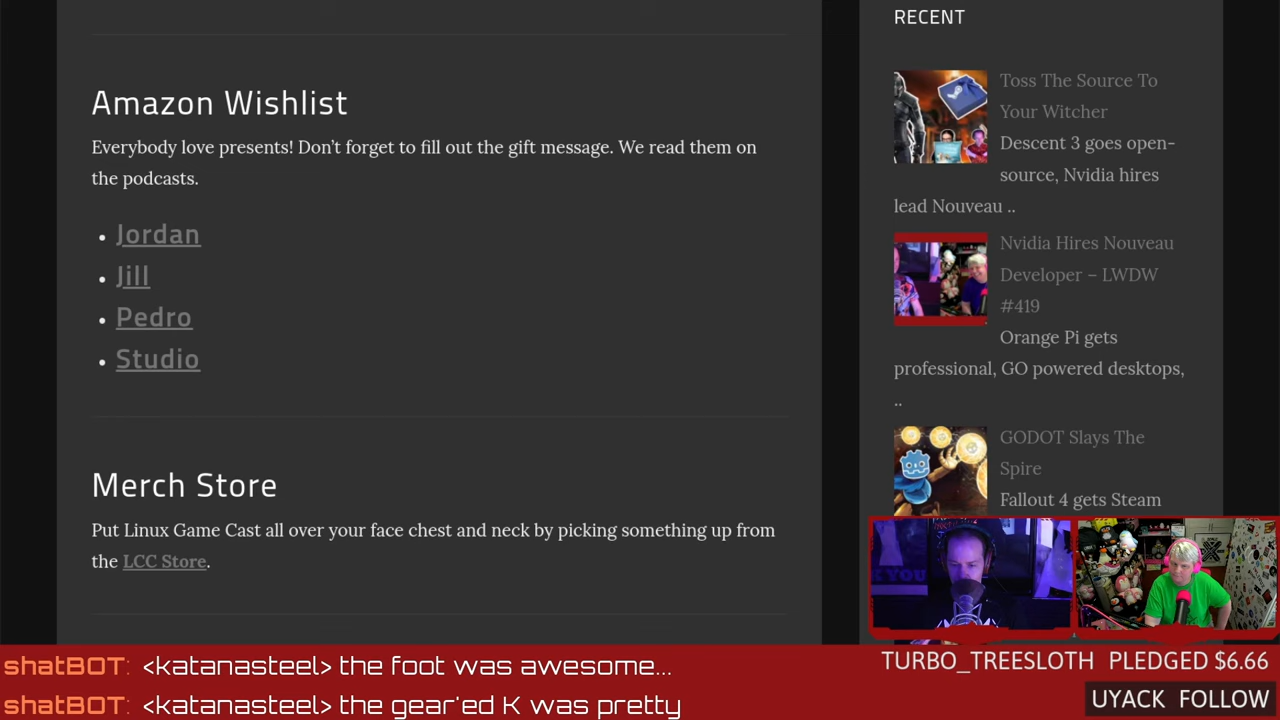 Amazon Wishlist
Everybody love presents! Don't forget to fill out the gift message. We read them on
the podcasts.
Jordan
Jill
Pedro
Studio
Merch Store
Put Linux Game Cast all over your face chest and neck by picking something up from
the LCC Store.
RECENT
Toss The Source To
Your Witcher
Descent 3 goes open-
source, Nvidia hires
lead Nouveau ..
Nvidia Hires Nouveau
Developer – LWDW
#419
Orange Pi gets
professional, GO powered desktops,
..
GODOT Slays The
Spire
Fallout 4 gets Steam
shatBOT: <katanasteel> the foot was awesome...
shatBOT: <katanasteel> the gear'ed K was pretty
TURBO_TREESLOTH PLEDGED $6.66
UYACK FOLLOW